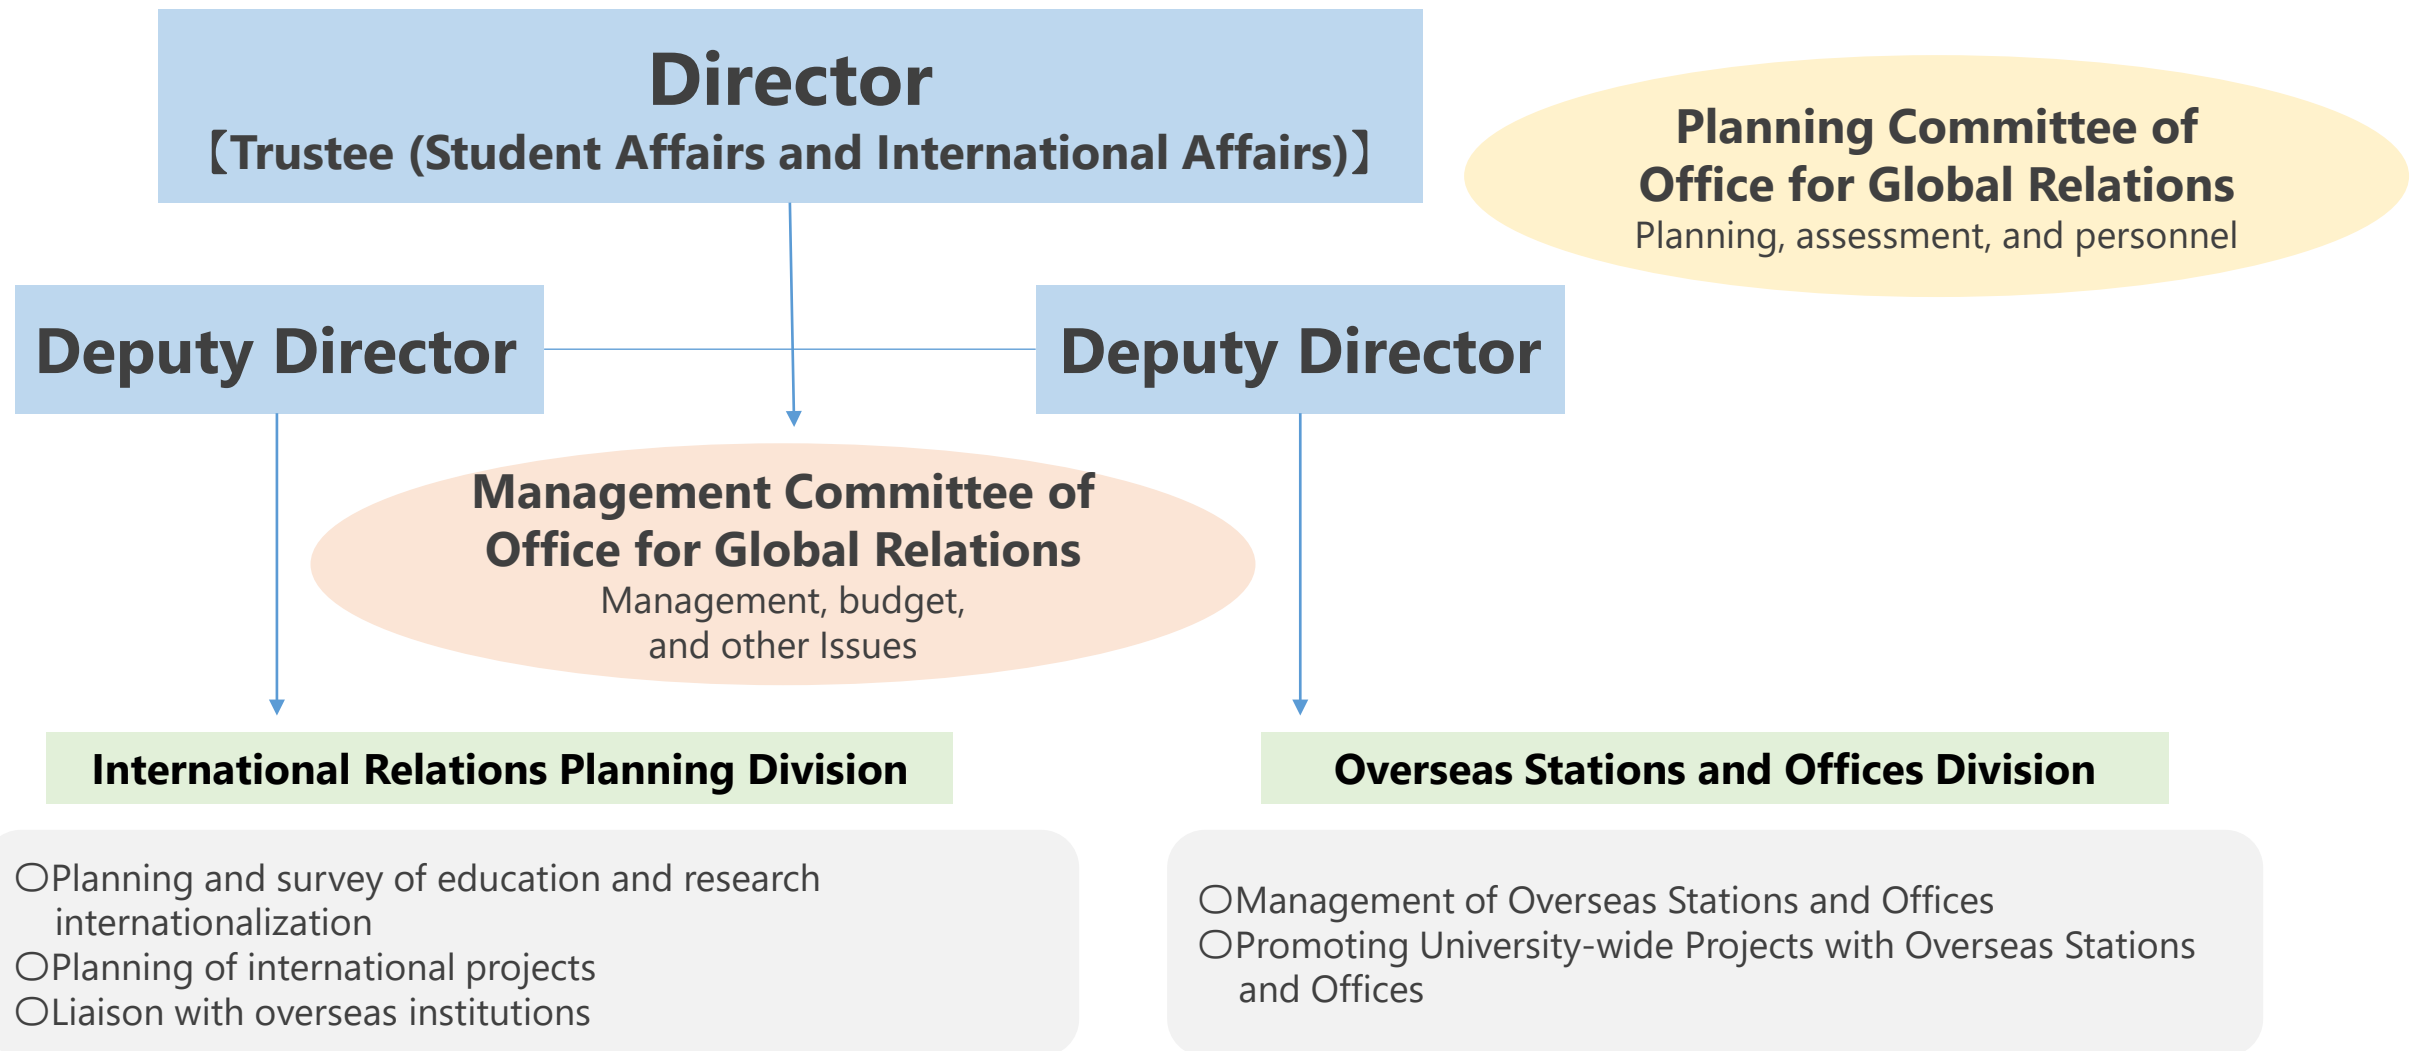 Director
【Trustee (Student Affairs and International Affairs)】
Planning Committee of
Office for Global Relations
Planning, assessment, and personnel
Deputy Director
Deputy Director
Management Committee of
Office for Global Relations
Management, budget,
and other Issues
International Relations Planning Division
Overseas Stations and Offices Division
〇Planning and survey of education and research
internationalization
〇Planning of international projects
〇Liaison with overseas institutions
〇Management of Overseas Stations and Offices
〇Promoting University-wide Projects with Overseas Stations
and Offices